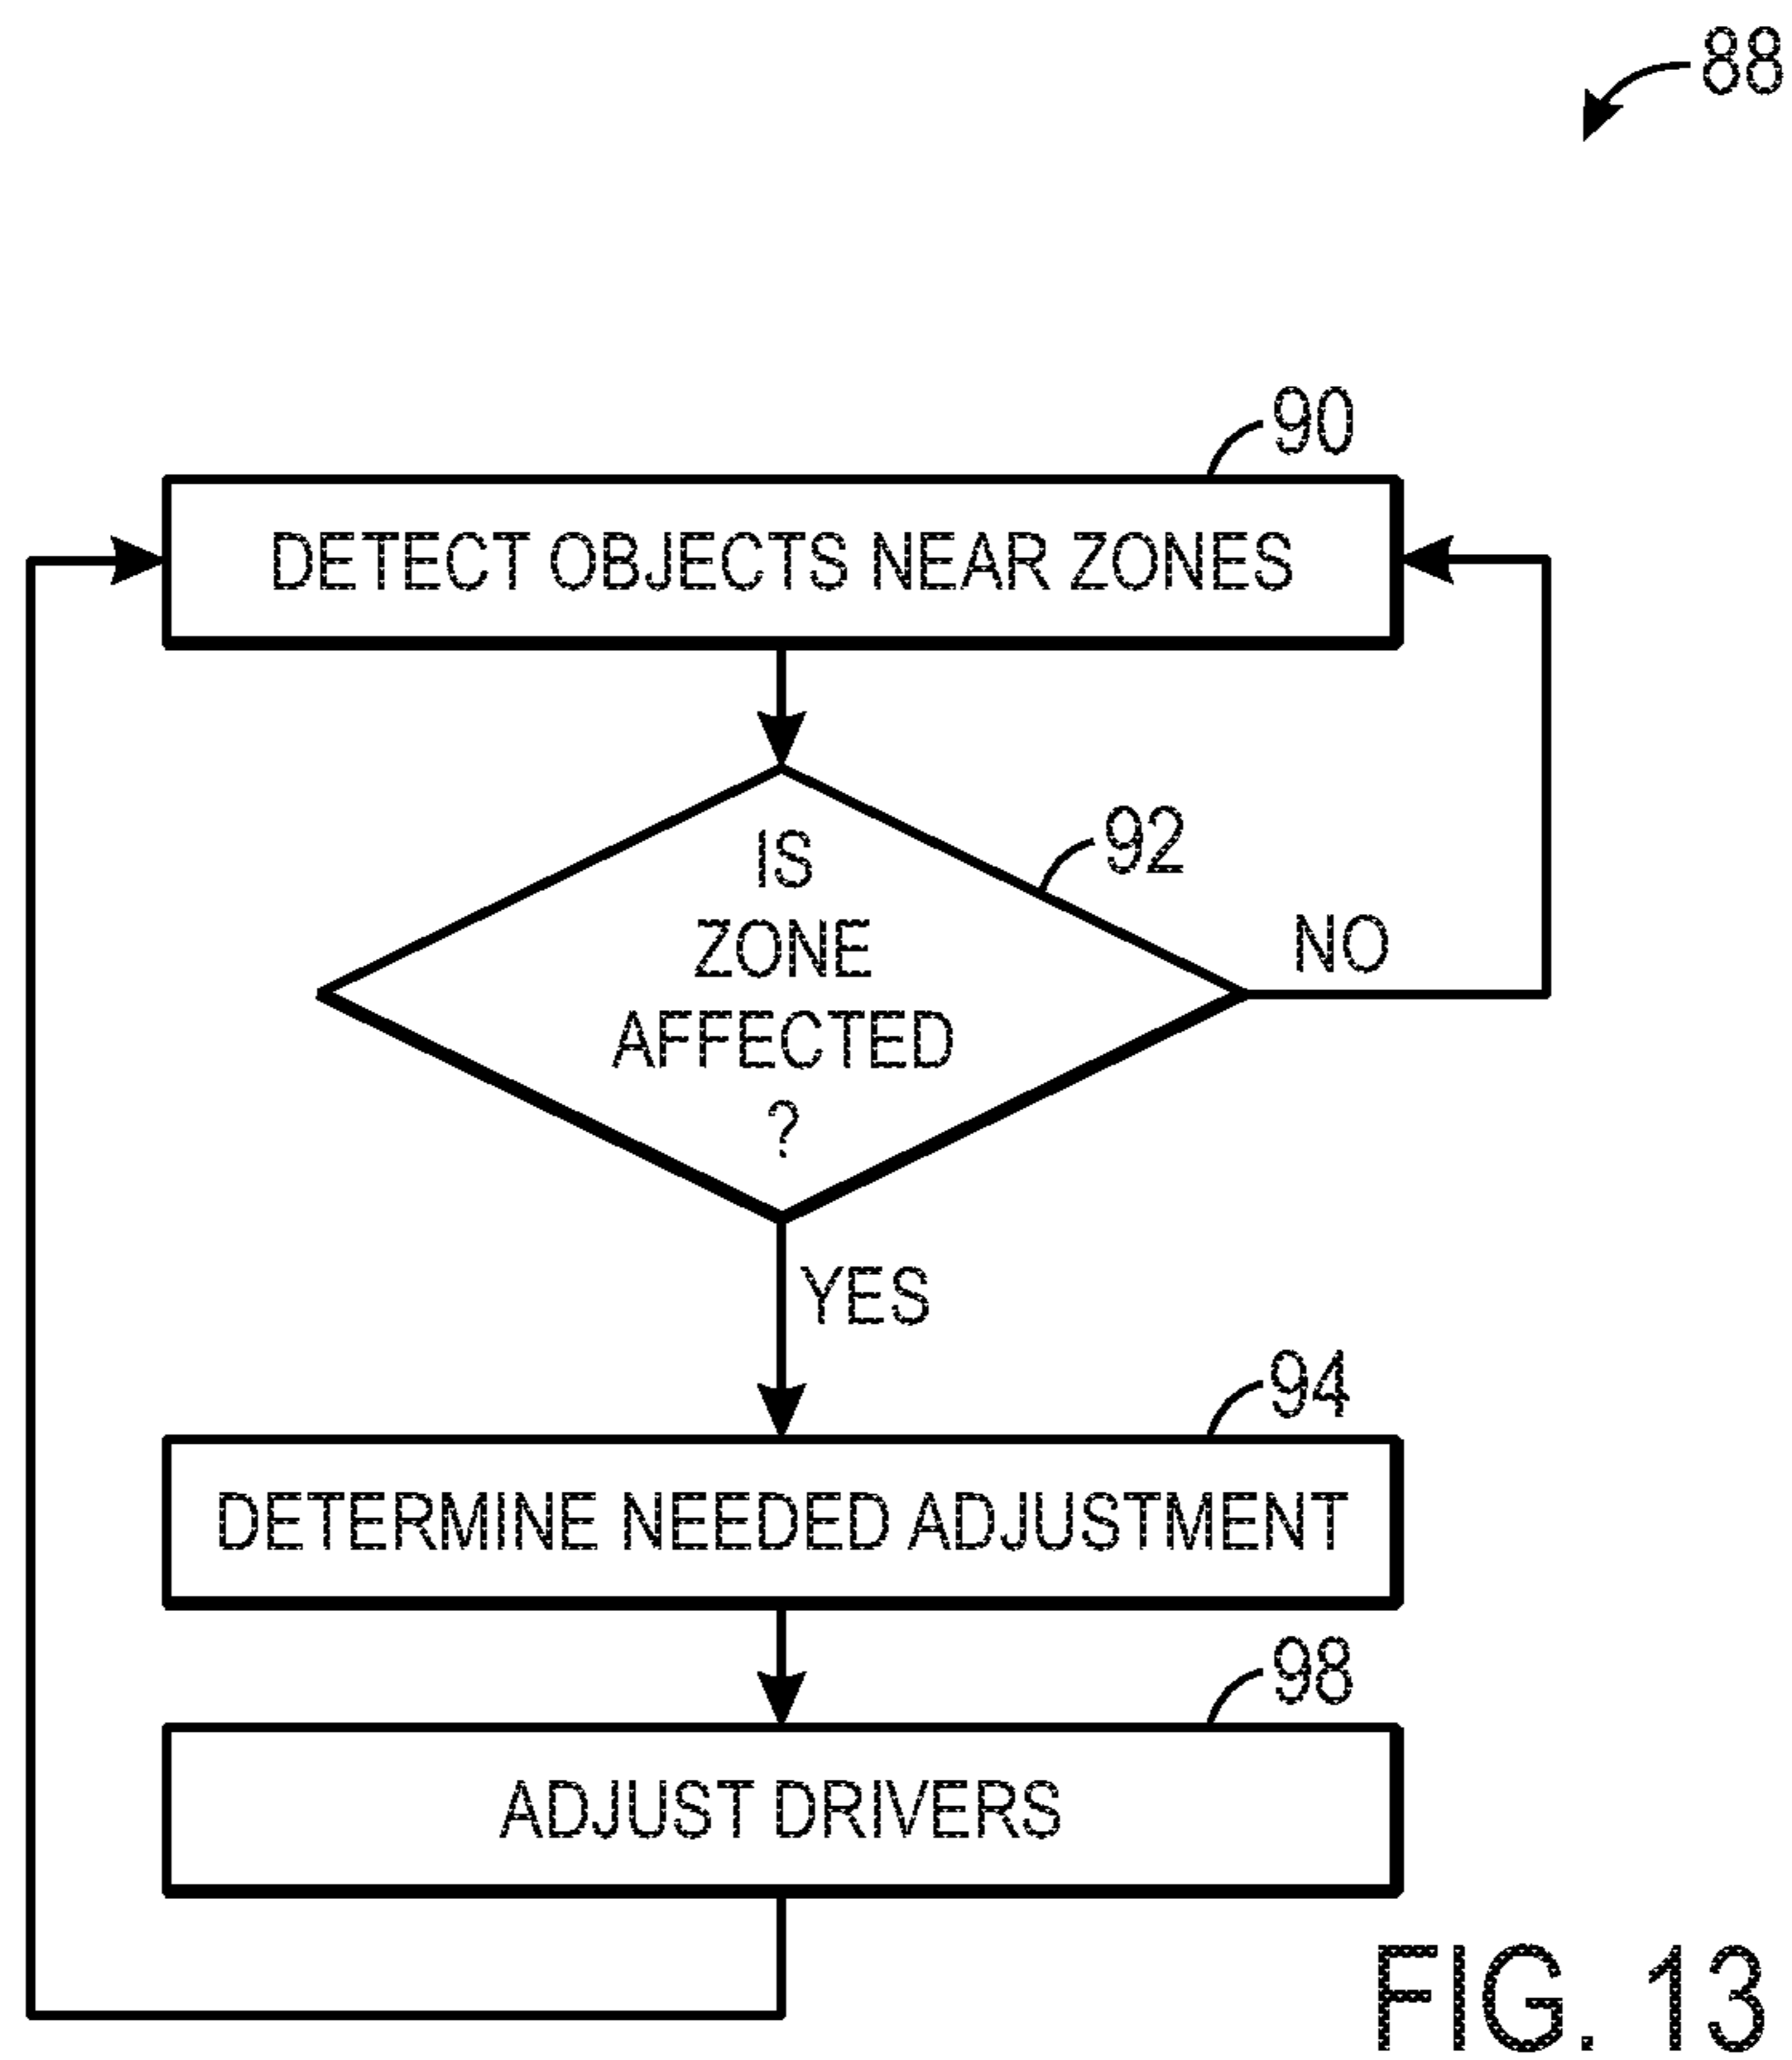 88
90
DETECT OBJECTS NEAR ZONES
92
IS
ZONE
AFFECTED
?
NO
YES
94
DETERMINE NEEDED ADJUSTMENT
98
ADJUST DRIVERS
FIG. 13